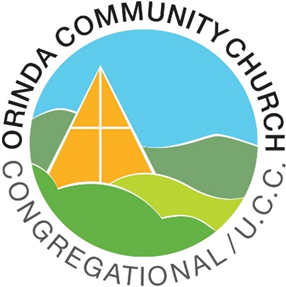 ORINDA COMMUNITY CHURCH
CONGREGATIONAL / U.C.C.